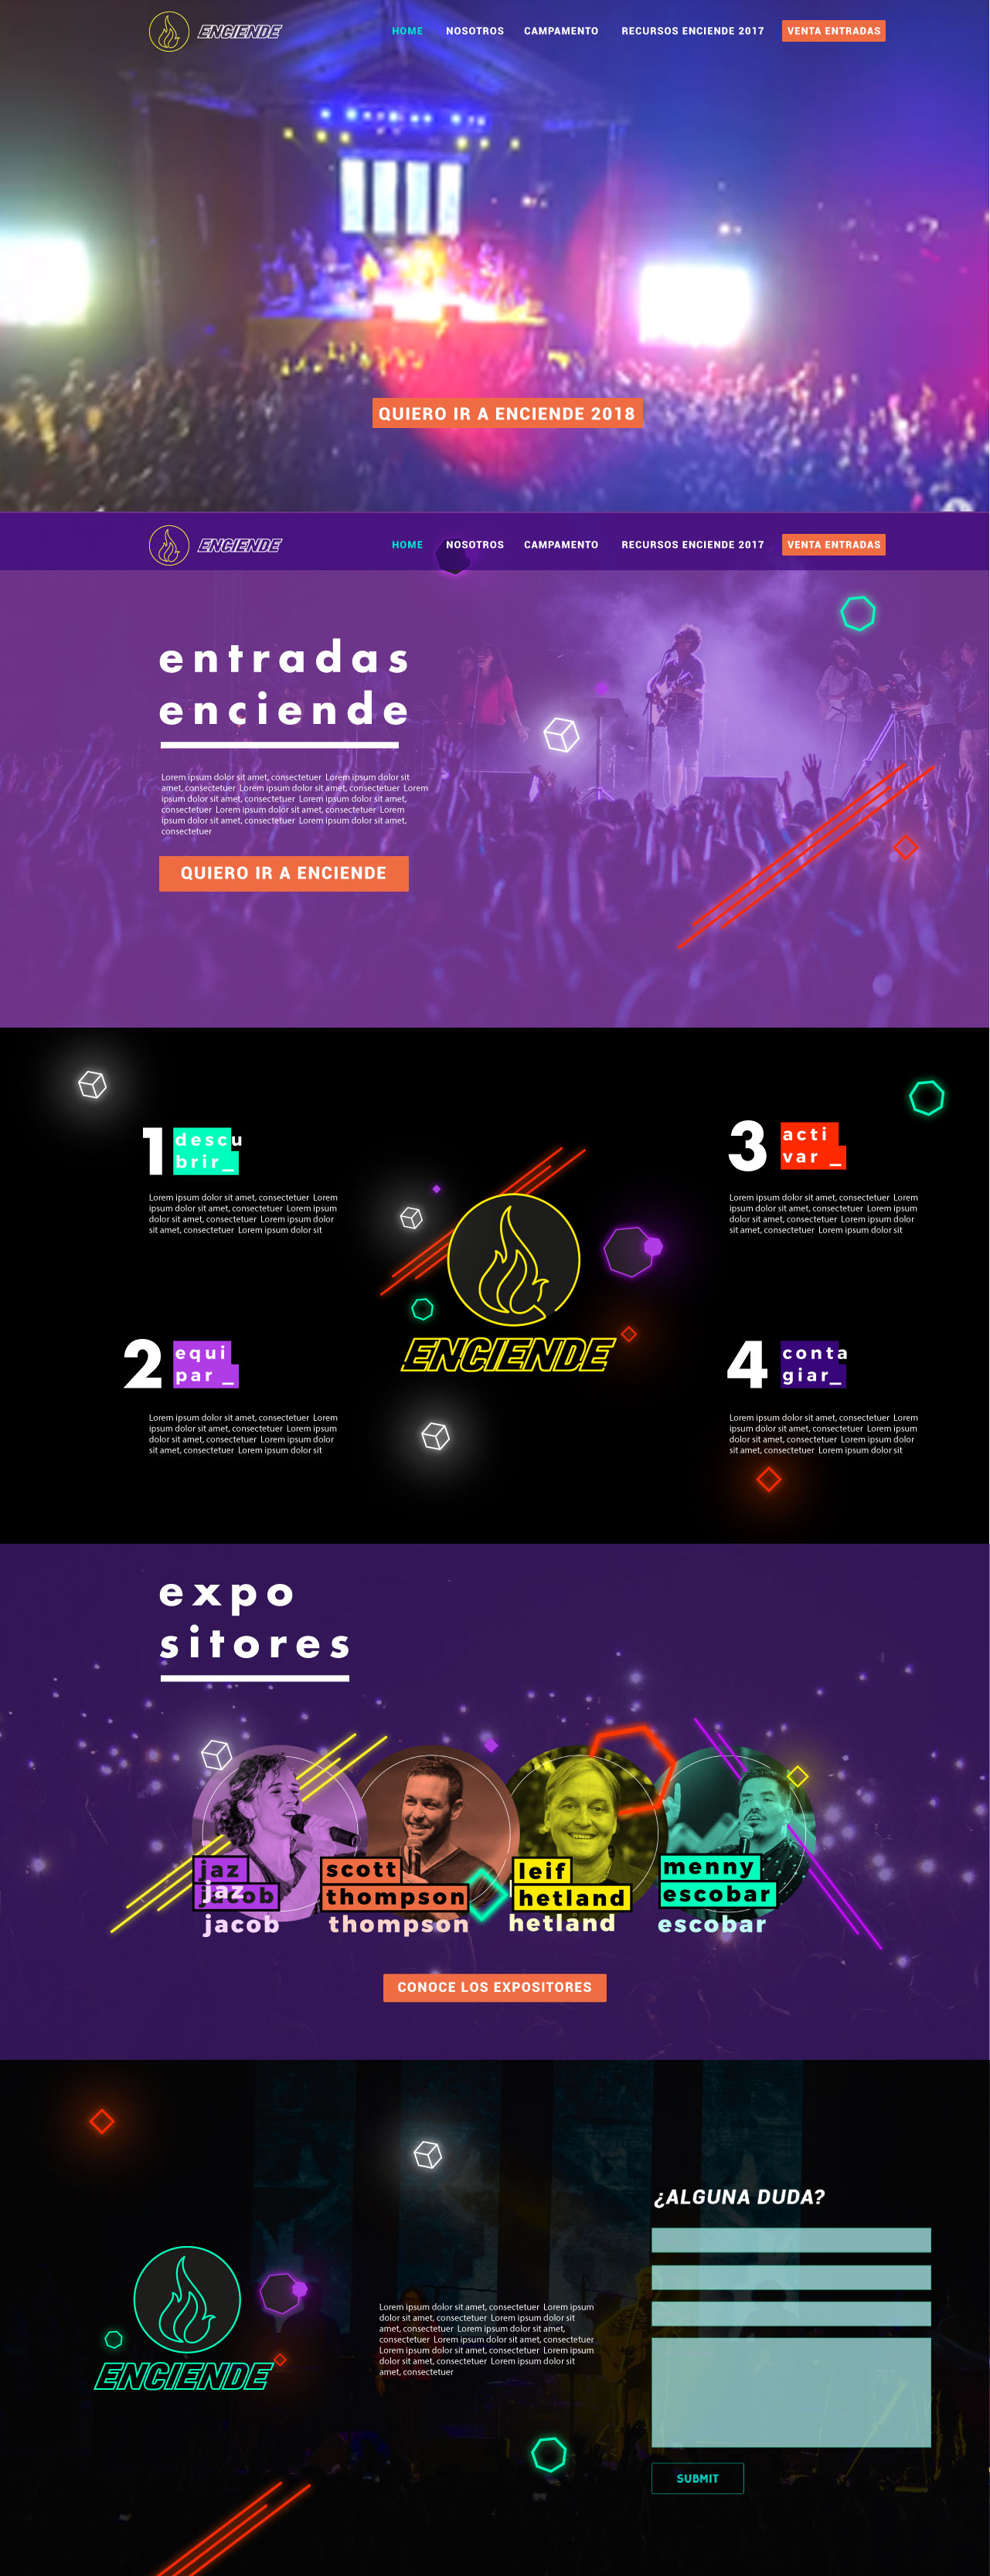 ENCIENDE
HOME NOSOTROS CAMPAMENTO RECURSOS ENCIENDE 2017 VENTA ENTRADAS
QUIERO IR A ENCIENDE 2018
ENCIENDE
HOME NOSOTROS CAMPAMENTO RECURSOS ENCIENDE 2017 VENTA ENTRADAS
entradas
enciende
Lorem ipsum dolor sit amet, consectetuer Lorem ipsum dolor sit
amet, consectetuer Lorem ipsum dolor sit amet, consectetuer Lorem
ipsum dolor sit amet, consectetuer Lorem ipsum dolor sit amet,
consectetuer Lorem ipsum dolor sit amet, consectetuer Lorem
ipsum dolor sit amet, consectetuer Lorem ipsum dolor sit amet,
consectetuer
QUIERO IR A ENCIENDE
1 descu
brir_
Lorem ipsum dolor sit amet, consectetuer Lorem
ipsum dolor sit amet, consectetuer Lorem ipsum
dolor sit amet, consectetuer Lorem ipsum dolor
sit amet, consectetuer Lorem ipsum dolor sit
3 acti
var _
Lorem ipsum dolor sit amet, consectetuer Lorem
ipsum dolor sit amet, consectetuer Lorem ipsum
dolor sit amet, consectetuer Lorem ipsum dolor
sit amet, consectetuer Lorem ipsum dolor sit
ENCIENDE
2 equi
par _
Lorem ipsum dolor sit amet, consectetuer Lorem
ipsum dolor sit amet, consectetuer Lorem ipsum
dolor sit amet, consectetuer Lorem ipsum dolor
sit amet, consectetuer Lorem ipsum dolor sit
4 conta
giar_
Lorem ipsum dolor sit amet, consectetuer Lorem
ipsum dolor sit amet, consectetuer Lorem ipsum
dolor sit amet, consectetuer Lorem ipsum dolor
sit amet, consectetuer Lorem ipsum dolor sit
expo
sitores
jaz
jacob
jaz
jacob
scott
thompson
thompson
leif
hetland
hetland
menny
escobar
escobar
CONOCE LOS EXPOSITORES
¿ALGUNA DUDA?
ENCIENDE
Lorem ipsum dolor sit amet, consectetuer Lorem ipsum
dolor sit amet, consectetuer Lorem ipsum dolor sit
amet, consectetuer Lorem ipsum dolor sit amet,
consectetuer Lorem ipsum dolor sit amet, consectetuer
Lorem ipsum dolor sit amet, consectetuer Lorem ipsum
dolor sit amet, consectetuer Lorem ipsum dolor sit
amet, consectetuer
SUBMIT